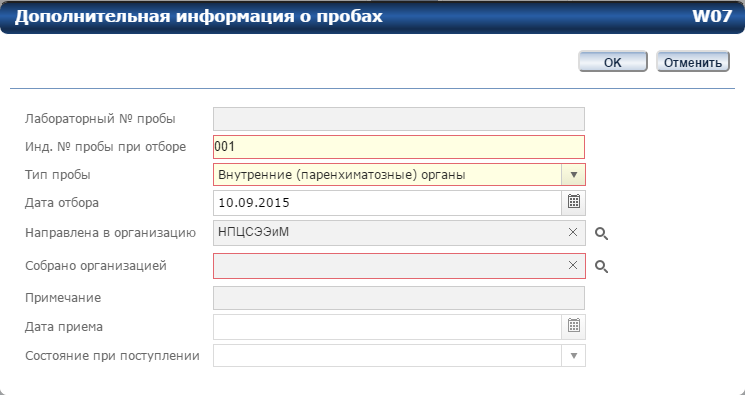 Дополнительная информация о пробах W07
OK Отменить
Лабораторный № пробы
Инд. № пробы при отборе 001
Тип пробы Внутренние (паренхиматозные) органы
Дата отбора 10.09.2015
Направлена в организацию НПЦСЭЭиМ
Собрано организацией
Примечание
Дата приема
Состояние при поступлении